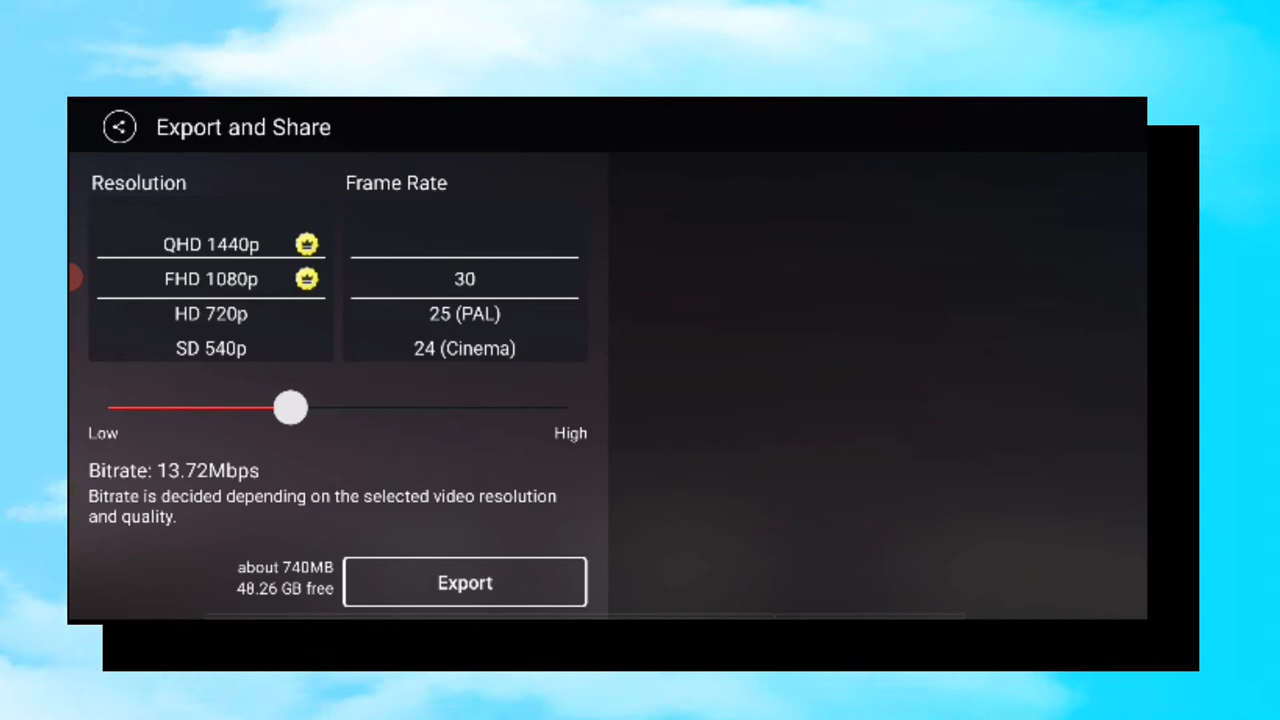 Export and Share
Resolution
Frame Rate
QHD 1440p
FHD 1080p
HD 720p
SD 540p
30
25 (PAL)
24 (Cinema)
Low
High
Bitrate: 13.72Mbps
Bitrate is decided depending on the selected video resolution
and quality.
about 740MB
48.26 GB free
Export